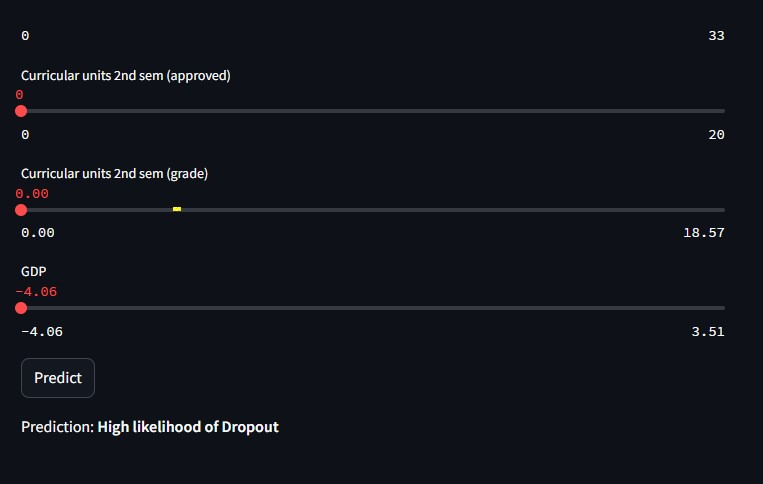 0 33
Curricular units 2nd sem (approved)
0
0 20
Curricular units 2nd sem (grade)
0.00
0.00 18.57
GDP
-4.06
-4.06 3.51
Predict
Prediction: High likelihood of Dropout